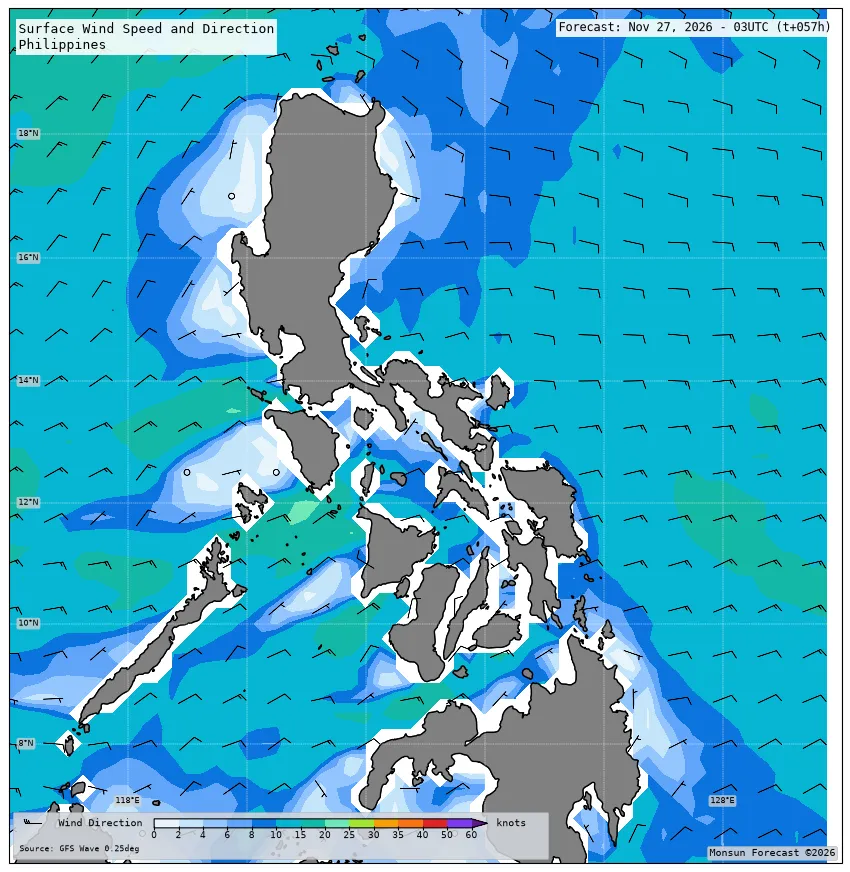 Surface Wind Speed and Direction
Philippines
Forecast: Nov 27, 2026 - 03UTC (t+057h)
18°N
16°N
14°N
12°N
10°N
8°N
118°E
128°E
Wind Direction
knots
0 2 4 6 8 10 15 20 25 30 35 40 50 60
Source: GFS Wave 0.25deg
Monsun Forecast ©2026